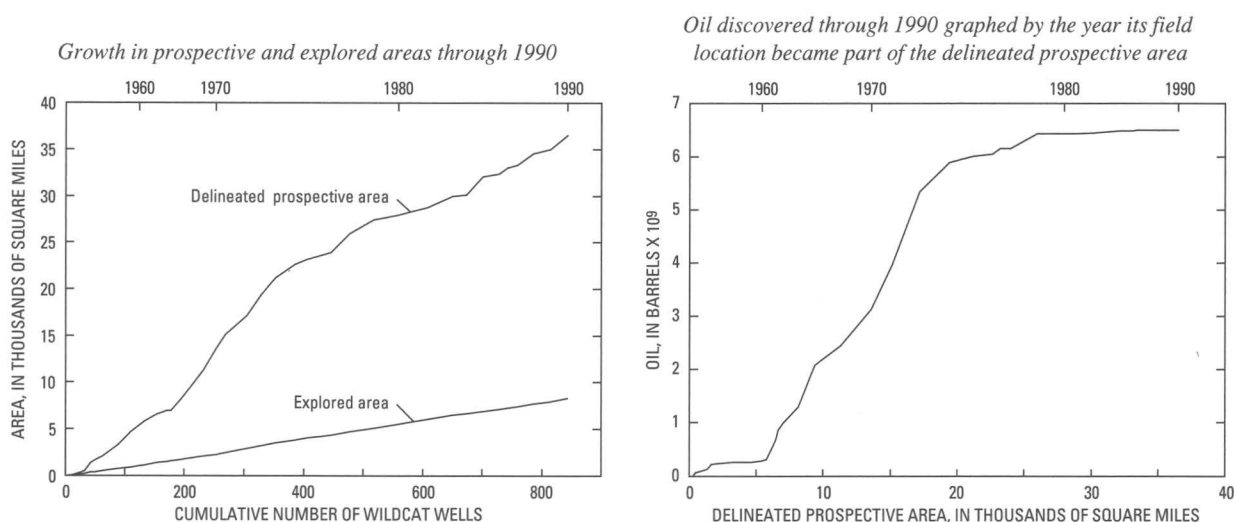 Growth in prospective and explored areas through 1990
1960 1970 1980 1990
40
35
30
25
20
15
10
5
0
AREA, IN THOUSANDS OF SQUARE MILES
Delineated prospective area
Explored area
0 200 400 600 800
CUMULATIVE NUMBER OF WILDCAT WELLS
Oil discovered through 1990 graphed by the year its field
location became part of the delineated prospective area
1960 1970 1980 1990
7
6
5
4
3
2
1
0
OIL, IN BARRELS X 10⁹
0 10 20 30 40
DELINEATED PROSPECTIVE AREA, IN THOUSANDS OF SQUARE MILES